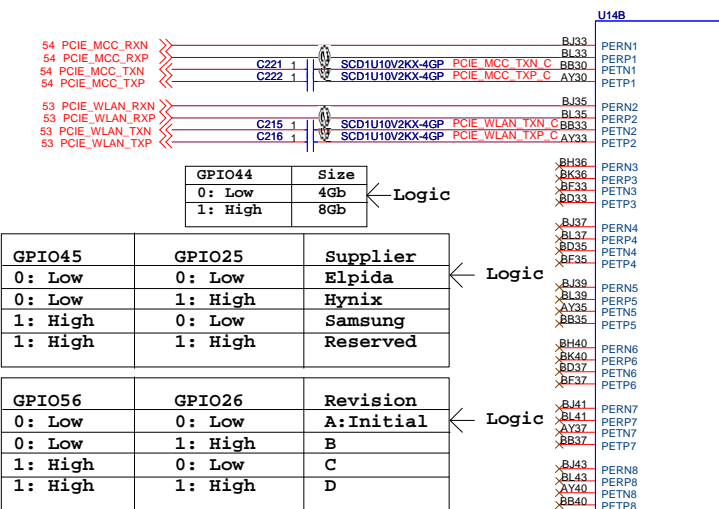 U14B
54 PCIE_MCC_RXN BJ33 PERN1
54 PCIE_MCC_RXP BL33 PERP1
54 PCIE_MCC_TXN C221 1 SCD1U10V2KX-4GP PCIE_MCC_TXN_C BB30 PETN1
54 PCIE_MCC_TXP C222 1 SCD1U10V2KX-4GP PCIE_MCC_TXP_C AY30 PETP1
53 PCIE_WLAN_RXN BJ35 PERN2
53 PCIE_WLAN_RXP BL35 PERP2
53 PCIE_WLAN_TXN C215 1 SCD1U10V2KX-4GP PCIE_WLAN_TXN_C BB33 PETN2
53 PCIE_WLAN_TXP C216 1 SCD1U10V2KX-4GP PCIE_WLAN_TXP_C AY33 PETP2
BH36 PERN3
BK36 PERP3
BF33 PETN3
BD33 PETP3
GPIO44 Size
0: Low 4Gb Logic
1: High 8Gb
BJ37 PERN4
BL37 PERP4
BD35 PETN4
BF35 PETP4
GPIO45 GPIO25 Supplier
0: Low 0: Low Elpida Logic
0: Low 1: High Hynix
1: High 0: Low Samsung
1: High 1: High Reserved
BJ39 PERN5
BL39 PERP5
AY35 PETN5
BB35 PETP5
BH40 PERN6
BK40 PERP6
BD37 PETN6
BF37 PETP6
GPIO56 GPIO26 Revision
0: Low 0: Low A:Initial Logic
0: Low 1: High B
1: High 0: Low C
1: High 1: High D
BJ41 PERN7
BL41 PERP7
AY37 PETN7
BB37 PETP7
BJ43 PERN8
BL43 PERP8
AY40 PETN8
BB40 PETP8